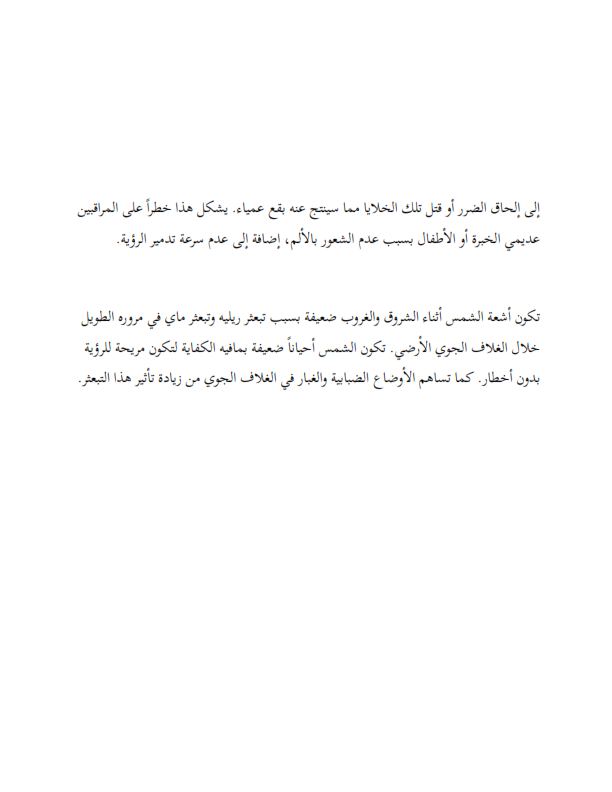 إلى إلحاق الضرر أو قتل تلك الخلايا مما سينتج عنه بقع عمياء. يشكل هذا خطراً على المراقبين
عديمي الخبرة أو الأطفال بسبب عدم الشعور بالألم، إضافة إلى عدم سرعة تدمير الرؤية.
تكون أشعة الشمس أثناء الشروق والغروب ضعيفة بسبب تبعثر ريليه وتبعثر ماي في مروره الطويل
خلال الغلاف الجوي الأرضي. تكون الشمس أحياناً ضعيفة بمافيه الكفاية لتكون مريحة للرؤية
بدون أخطار. كما تساهم الأوضاع الضبابية والغبار في الغلاف الجوي من زيادة تأثير هذا التبعثر.